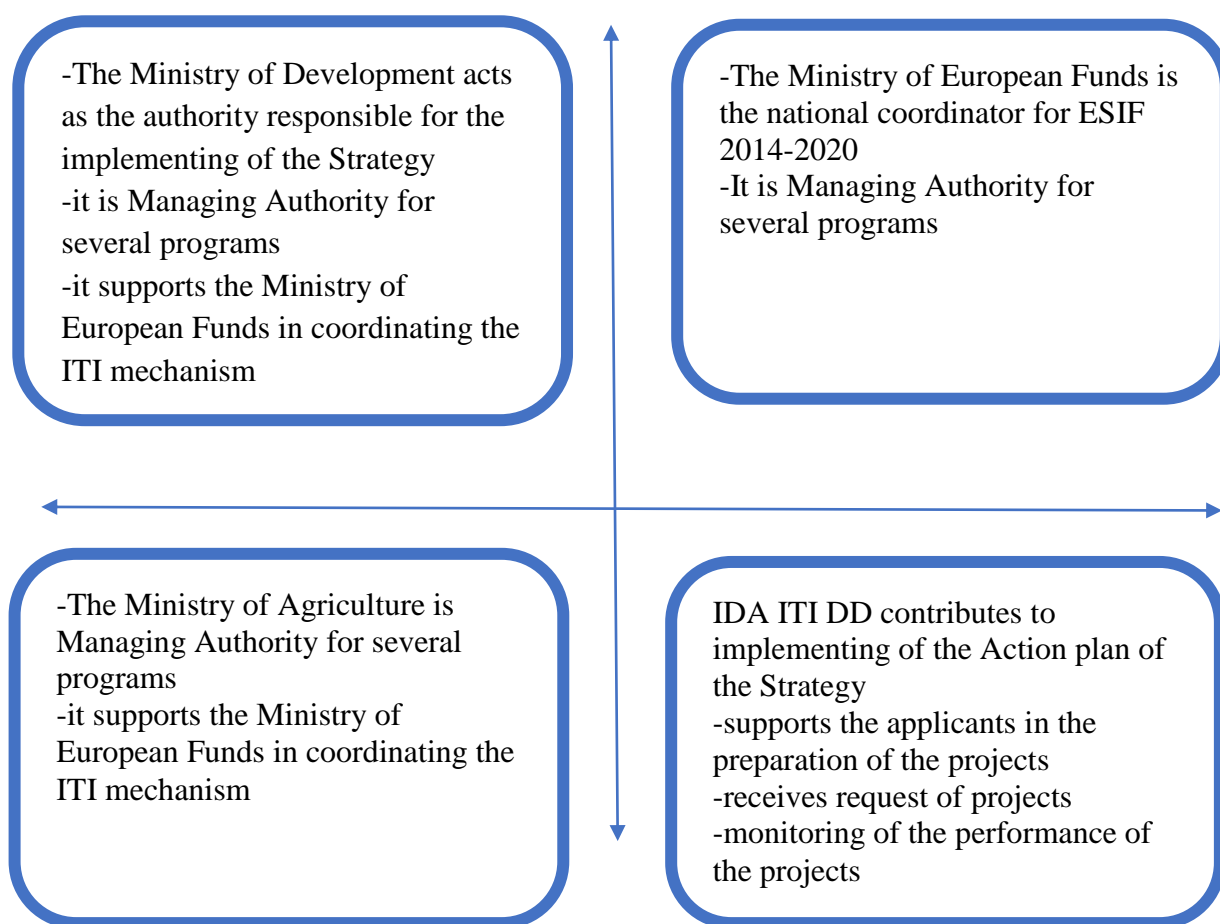 -The Ministry of Development acts
as the authority responsible for the
implementing of the Strategy
-it is Managing Authority for
several programs
-it supports the Ministry of
European Funds in coordinating the
ITI mechanism
-The Ministry of European Funds is
the national coordinator for ESIF
2014-2020
-It is Managing Authority for
several programs
-The Ministry of Agriculture is
Managing Authority for several
programs
-it supports the Ministry of
European Funds in coordinating the
ITI mechanism
IDA ITI DD contributes to
implementing of the Action plan of
the Strategy
-supports the applicants in the
preparation of the projects
-receives request of projects
-monitoring of the performance of
the projects